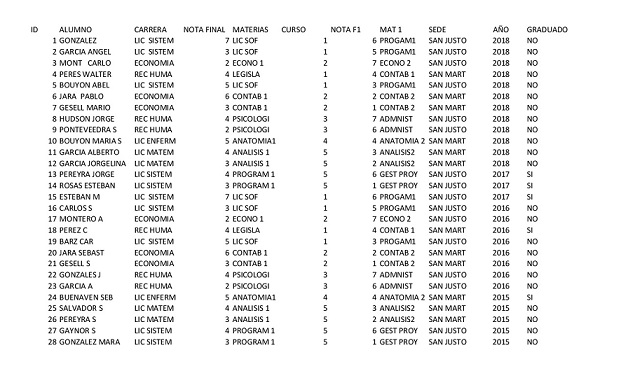 ID ALUMNO CARRERA NOTA FINAL MATERIAS CURSO NOTA F1 MAT 1 SEDE AÑO GRADUADO
1 GONZALEZ LIC SISTEM 7 LIC SOF 1 6 PROGAM1 SAN JUSTO 2018 NO
2 GARCIA ANGEL LIC SISTEM 3 LIC SOF 1 5 PROGAM1 SAN JUSTO 2018 NO
3 MONT CARLO ECONOMIA 2 ECONO 1 2 7 ECONO 2 SAN JUSTO 2018 NO
4 PERES WALTER REC HUMA 4 LEGISLA 1 4 CONTAB 1 SAN MART 2018 NO
5 BOUYON ABEL LIC SISTEM 5 LIC SOF 1 3 PROGAM1 SAN JUSTO 2018 NO
6 JARA PABLO ECONOMIA 6 CONTAB 1 2 2 CONTAB 2 SAN JUSTO 2018 NO
7 GESELL MARIO ECONOMIA 3 CONTAB 1 2 1 CONTAB 2 SAN MART 2018 NO
8 HUDSON JORGE REC HUMA 4 PSICOLOGI 3 7 ADMNIST SAN JUSTO 2018 NO
9 PONTEVEEDRA S REC HUMA 2 PSICOLOGI 3 6 ADMNIST SAN JUSTO 2018 NO
10 BOUYON MARIA S LIC ENFERM 5 ANATOMIA1 4 4 ANATOMIA 2 SAN MART 2018 NO
11 GARCIA ALBERTO LIC MATEM 4 ANALISIS 1 5 3 ANALISIS2 SAN MART 2018 NO
12 GARCIA JORGELINA LIC MATEM 3 ANALISIS 1 5 2 ANALISIS2 SAN MART 2018 NO
13 PEREYRA JORGE LIC SISTEM 4 PROGRAM 1 5 6 GEST PROY SAN JUSTO 2017 SI
14 ROSAS ESTEBAN LIC SISTEM 3 PROGRAM 1 5 1 GEST PROY SAN JUSTO 2017 SI
15 ESTEBAN M LIC SISTEM 7 LIC SOF 1 6 PROGAM1 SAN JUSTO 2017 SI
16 CARLOS S LIC SISTEM 3 LIC SOF 1 5 PROGAM1 SAN JUSTO 2016 NO
17 MONTERO A ECONOMIA 2 ECONO 1 2 7 ECONO 2 SAN JUSTO 2016 NO
18 PEREZ C REC HUMA 4 LEGISLA 1 4 CONTAB 1 SAN MART 2016 SI
19 BARZ CAR LIC SISTEM 5 LIC SOF 1 3 PROGAM1 SAN JUSTO 2016 NO
20 JARA SEBAST ECONOMIA 6 CONTAB 1 2 2 CONTAB 2 SAN MART 2016 NO
21 GESELL S ECONOMIA 3 CONTAB 1 2 1 CONTAB 2 SAN MART 2016 NO
22 GONZALES J REC HUMA 4 PSICOLOGI 3 7 ADMNIST SAN JUSTO 2016 NO
23 GARCIA A REC HUMA 2 PSICOLOGI 3 6 ADMNIST SAN JUSTO 2016 NO
24 BUENAVEN SEB LIC ENFERM 5 ANATOMIA1 4 4 ANATOMIA 2 SAN MART 2015 SI
25 SALVADOR S LIC MATEM 4 ANALISIS 1 5 3 ANALISIS2 SAN MART 2015 NO
26 PEREYRA S LIC MATEM 3 ANALISIS 1 5 2 ANALISIS2 SAN MART 2015 NO
27 GAYNOR S LIC SISTEM 4 PROGRAM 1 5 6 GEST PROY SAN JUSTO 2015 NO
28 GONZALEZ MARA LIC SISTEM 3 PROGRAM 1 5 1 GEST PROY SAN JUSTO 2015 NO